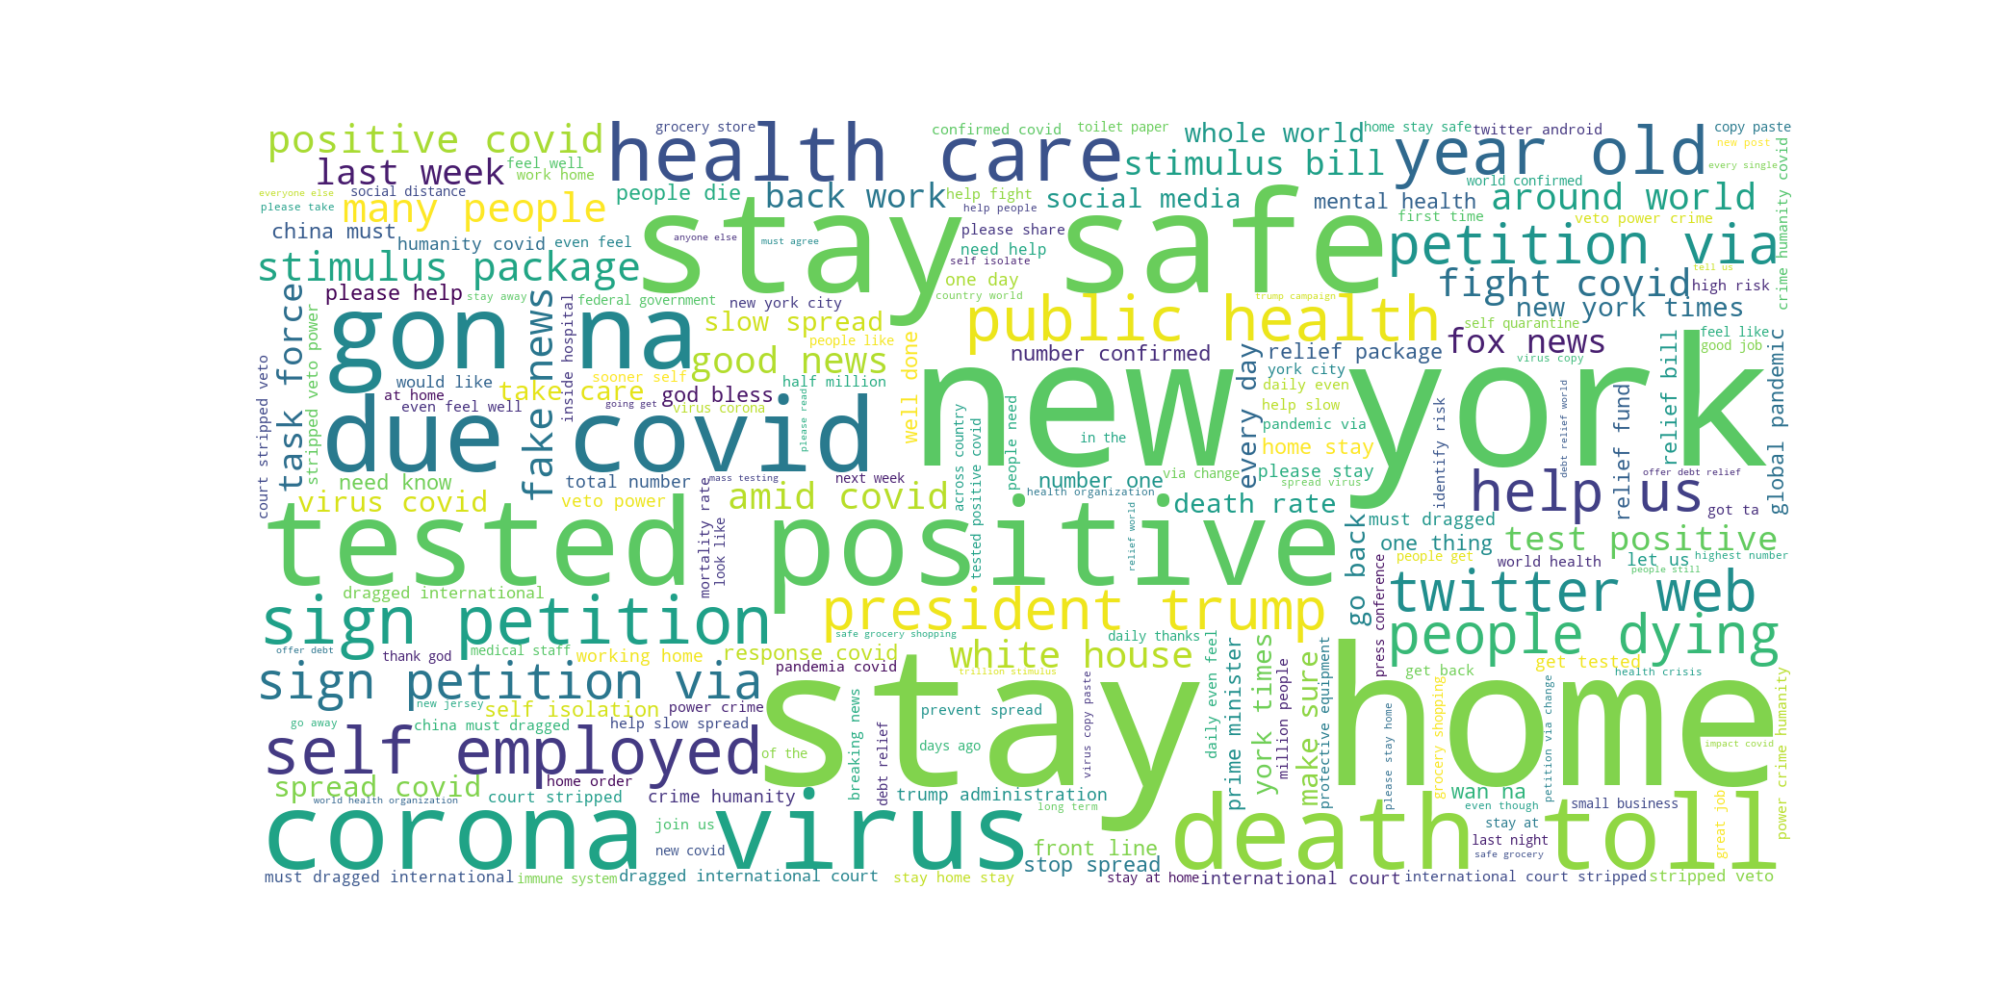 positive covid
grocery store
health care
confirmed covid
toilet paper
whole world
home stay safe
twitter android
year old
copy paste
new post
last week
feel well
work home
stimulus bill
every single
everyone else
social distance
please take
many people
people die
back work
help fight
help people
social media
mental health
world confirmed
around world
first time
veto power crime
crime humanity covid
china must
humanity covid
even feel
stay safe
anyone else
must agree
please share
need help
self isolate
petition via
stimulus package
one day
fight covid
tell us
high risk
please help
stay away
federal government
new york city
country world
trump campaign
new york times
task force
stripped veto power
court stripped veto
gon na
fake news
inside hospital
slow spread
people like
public health
self quarantine
feel like
good job
good news
number confirmed
relief package
fox news
virus copy
relief bill
global pandemic
would like
at home
even feel well
take care
sooner self
going get
god bless
half million
virus corona
please read
well done
new york
every day
york city
daily even
help slow
pandemic via
home stay
please stay
spread virus
identify risk
debt relief world
relief fund
offer debt relief
due covid
in the
across country
tested positive covid
people need
need know
total number
mass testing
next week
number one
via change
health organization
death rate
help us
got ta
virus covid
veto power
mortality rate
look like
amid covid
relief world
go back
must dragged
one thing
test positive
tested positive
people get
world health
let us
highest number
people still
press conference
dragged international
twitter web
sign petition
president trump
safe grocery shopping
daily thanks
people dying
offer debt
thank god
medical staff
working home
response covid
pandemia covid
white house
trillion stimulus
daily even feel
prime minister
york times
million people
make sure
protective equipment
get back
get tested
health crisis
sign petition via
new jersey
self isolation
power crime
go away
china must dragged
help slow spread
stay home
prevent spread
days ago
virus copy paste
please stay home
grocery shopping
petition via change
impact covid
power crime humanity
self employed
of the
breaking news
debt relief
spread covid
home order
world health organization
court stripped
crime humanity
trump administration
long term
wan na
even though
small business
great job
corona virus
join us
new covid
front line
stop spread
death toll
stay at
last night
safe grocery
must dragged international
immune system
dragged international court
stay home stay
stay at home
international court
international court stripped
stripped veto